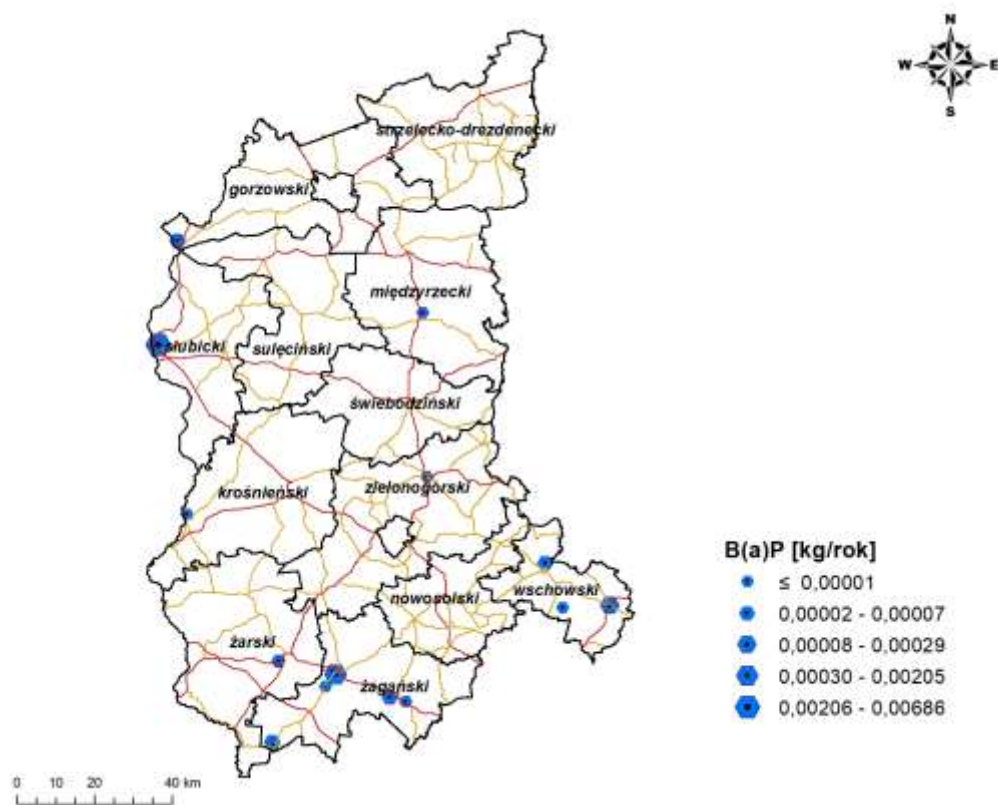 N
W E
S
strzelecko-drezdenecki
gorzowski
międzyrzecki
słubicki
sulęciński
świebodziński
krośnieński
zielonogórski
nowosolski
wschowski
żarski
żagański
B(a)P [kg/rok]
≤ 0,00001
0,00002 - 0,00007
0,00008 - 0,00029
0,00030 - 0,00205
0,00206 - 0,00686
0 10 20 40 km